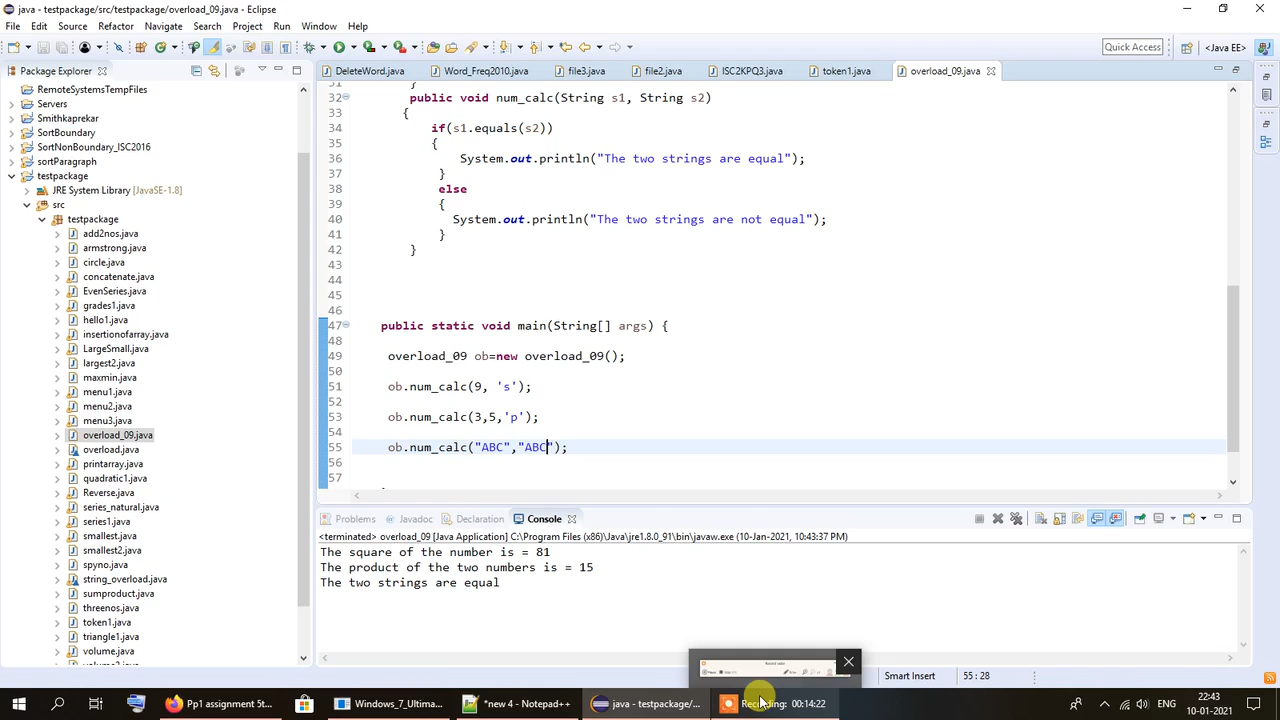 java - testpackage/src/testpackage/overload_09.java - Eclipse
File Edit Source Refactor Navigate Search Project Run Window Help
Quick Access
<Java EE>
Package Explorer
RemoteSystemsTempFiles
Servers
Smithkaprekar
SortBoundary
SortNonBoundary_ISC2016
sortParagraph
testpackage
JRE System Library [JavaSE-1.8]
src
testpackage
add2nos.java
armstrong.java
circle.java
concatenate.java
EvenSeries.java
grades1.java
hello1.java
insertionofarray.java
LargeSmall.java
largest2.java
maxmin.java
menu1.java
menu2.java
menu3.java
overload_09.java
overload.java
printarray.java
quadratic1.java
Reverse.java
series_natural.java
series1.java
smallest.java
smallest2.java
spyno.java
string_overload.java
sumproduct.java
threenos.java
token1.java
triangle1.java
volume.java
DeleteWord.java Word_Freq2010.java file3.java file2.java ISC2KPQ3.java token1.java overload_09.java
31 }
32 public void num_calc(String s1, String s2)
33 {
34 if(s1.equals(s2))
35 {
36 System.out.println("The two strings are equal");
37 }
38 else
39 {
40 System.out.println("The two strings are not equal");
41 }
42 }
43
44
45
46
47 public static void main(String[] args) {
48
49 overload_09 ob=new overload_09();
50
51 ob.num_calc(9, 's');
52
53 ob.num_calc(3,5,'p');
54
55 ob.num_calc("ABC","ABC");
56
57
Problems Javadoc Declaration Console
<terminated> overload_09 [Java Application] C:\Program Files (x86)\Java\jre1.8.0_91\bin\javaw.exe (10-Jan-2021, 10:43:37 PM)
The square of the number is = 81
The product of the two numbers is = 15
The two strings are equal
Smart Insert 55 : 28
Pp1 assignment 5t...
Windows_7_Ultima...
*new 4 - Notepad++
java - testpackage/...
Recording: 00:14:22
22:43
10-01-2021